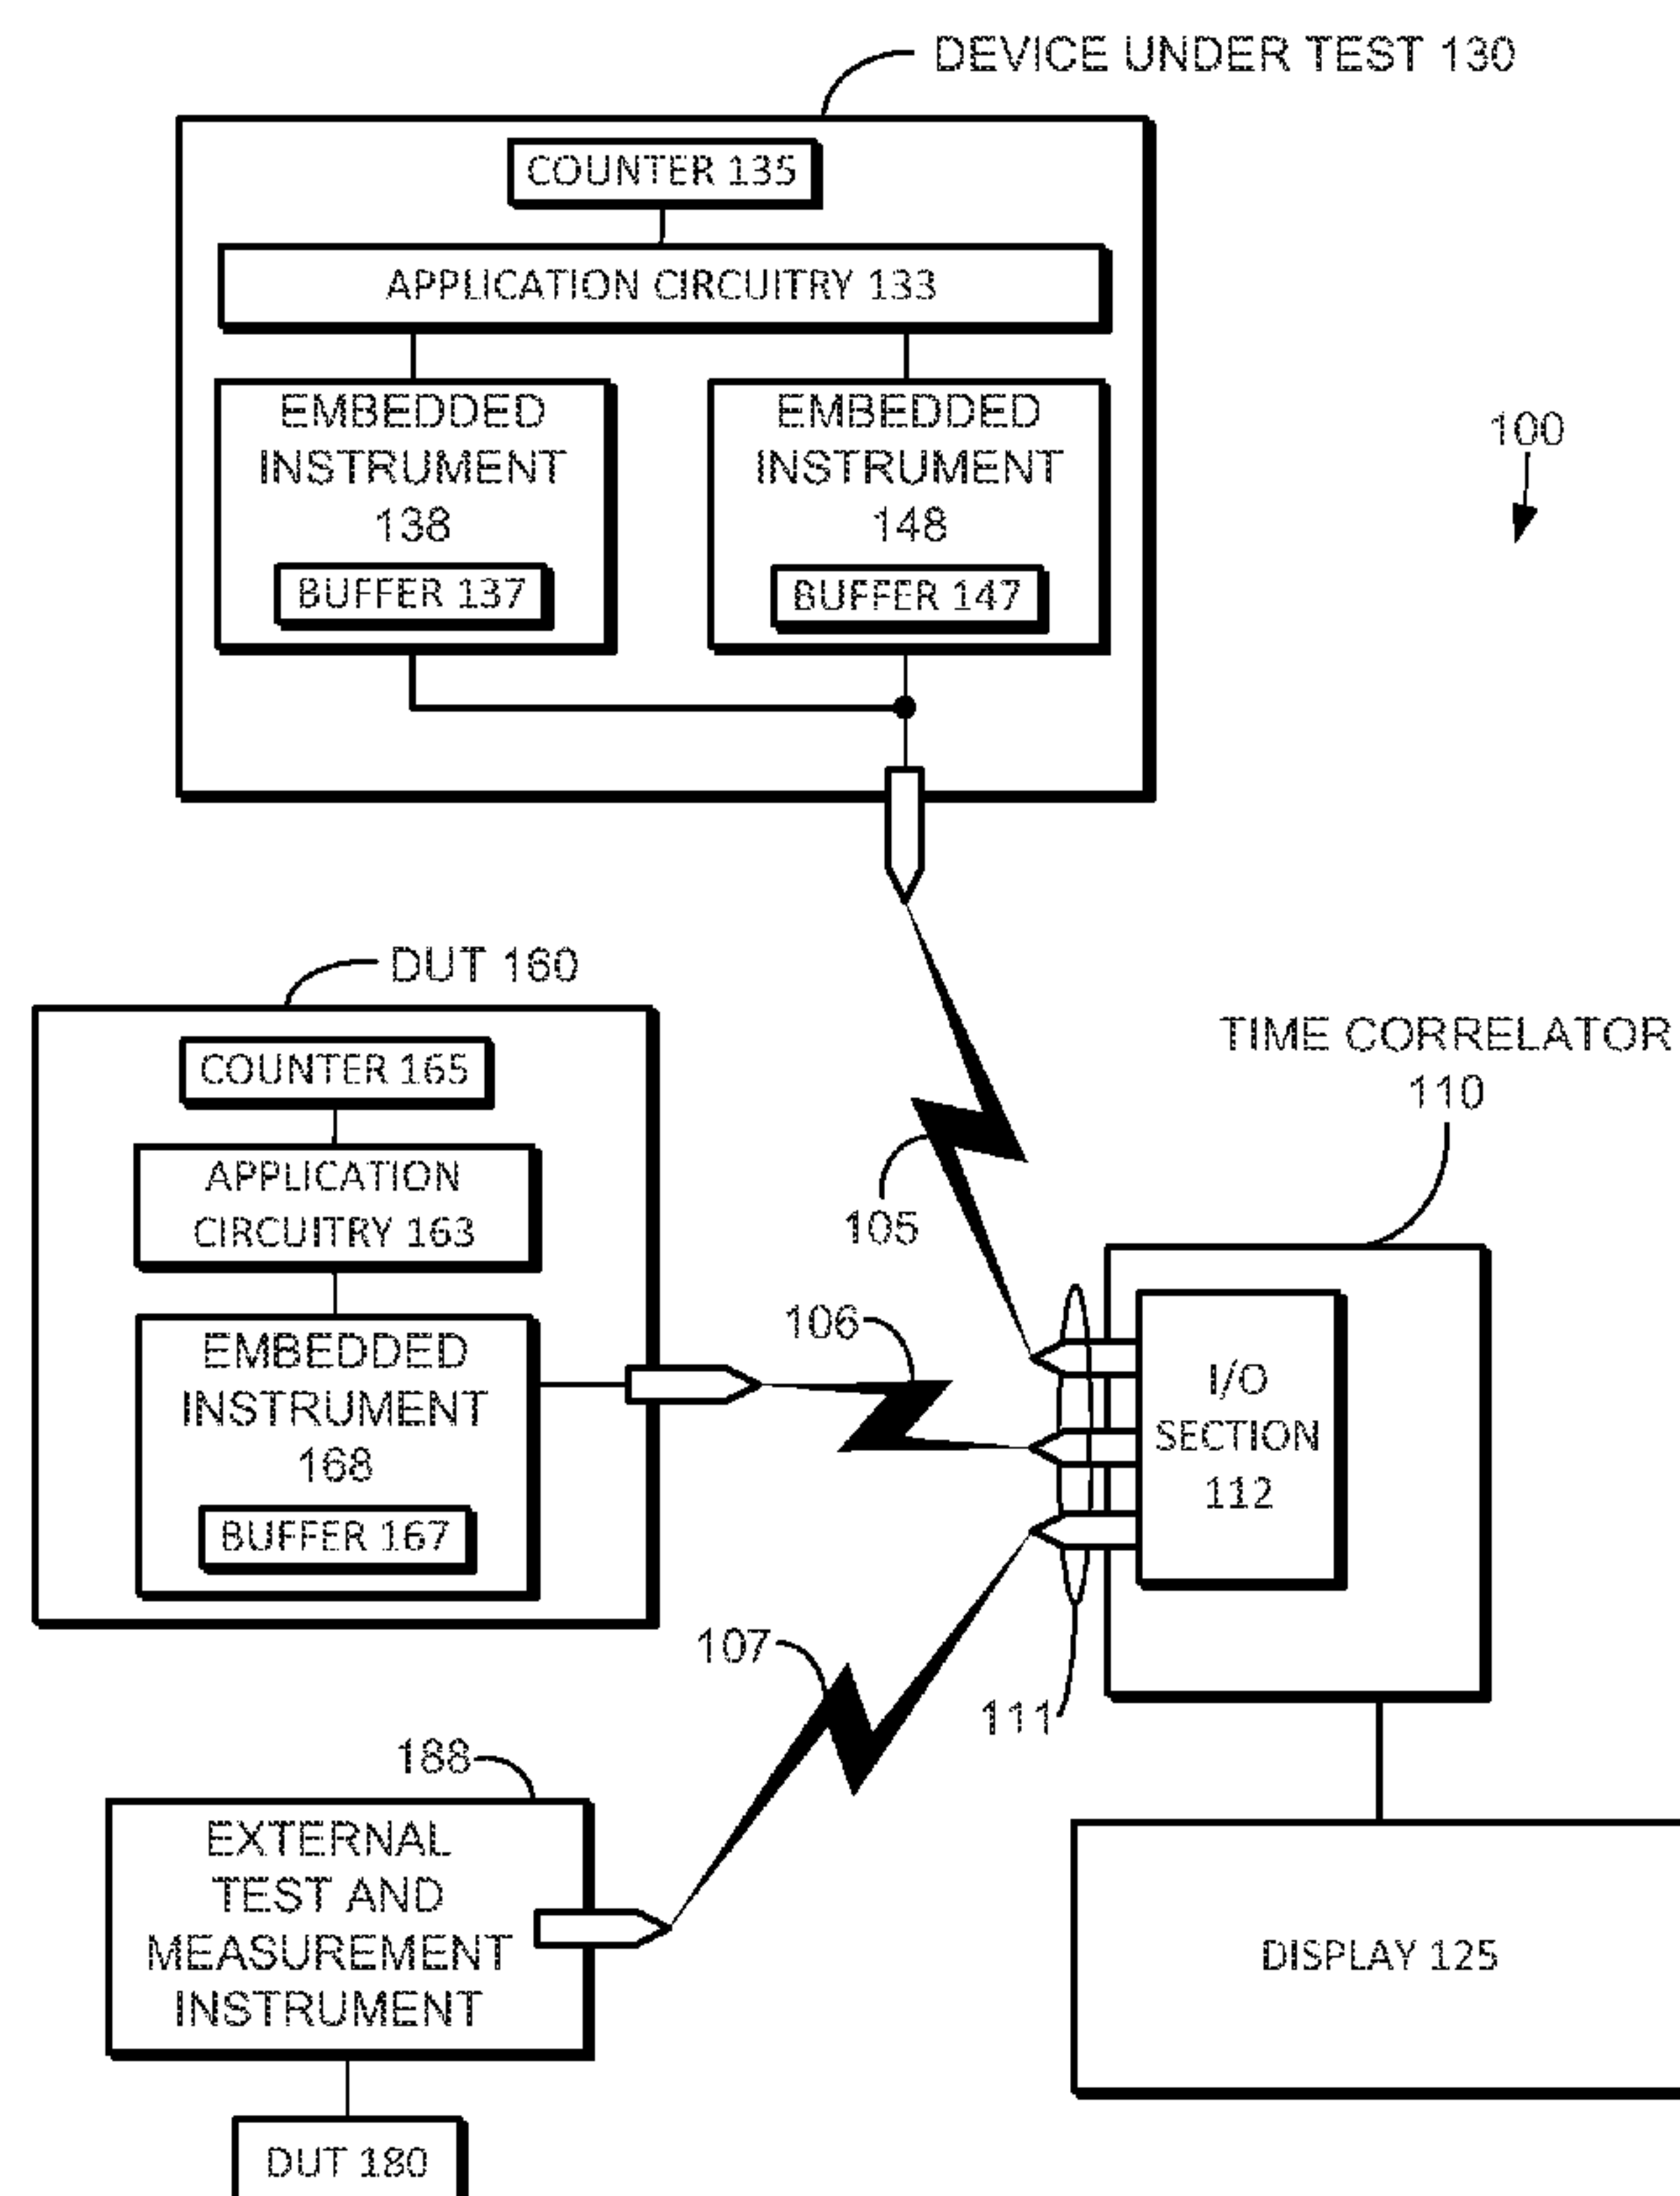 DEVICE UNDER TEST 130
COUNTER 135
APPLICATION CIRCUITRY 133
EMBEDDED
INSTRUMENT
138
BUFFER 137
EMBEDDED
INSTRUMENT
148
BUFFER 147
100
DUT 160
COUNTER 165
APPLICATION
CIRCUITRY 163
EMBEDDED
INSTRUMENT
168
BUFFER 167
105
106
107
TIME CORRELATOR
110
I/O
SECTION
112
111
188
EXTERNAL
TEST AND
MEASUREMENT
INSTRUMENT
DUT 180
DISPLAY 125